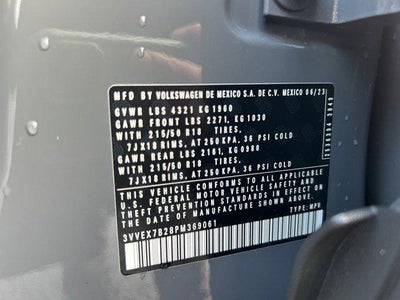 MFD BY VOLKSWAGEN DE MEXICO S.A. DE C.V. MEXICO 06/23
GVWR LBS 4321 KG 1960
GAWR FRONT LBS 2271, KG 1030
WITH 215/50 R18 TIRES,
7JX18 RIMS, AT 250 KPA, 36 PSI COLD
GAWR REAR LBS 2161, KG 0980
WITH 215/50 R18 TIRES,
7JX18 RIMS, AT 250 KPA, 36 PSI COLD
THIS VEHICLE CONFORMS TO ALL APPLICABLE
U.S. FEDERAL MOTOR VEHICLE SAFETY AND
THEFT PREVENTION STANDARDS IN EFFECT ON
THE DATE OF MANUFACTURE SHOWN ABOVE.
3VVEX7B28PM369061 TYPE: MPV